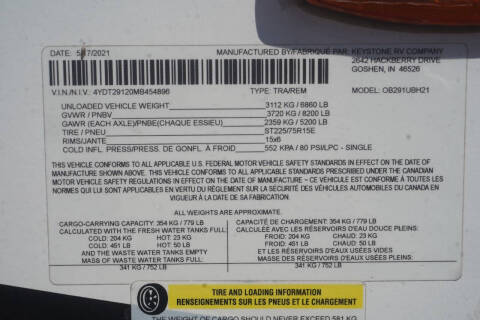 DATE: 5/17/2021 MANUFACTURED BY/FABRIQUE PAR: KEYSTONE RV COMPANY
2642 HACKBERRY DRIVE
GOSHEN, IN 46526
V.I.N./N.I.V.: 4YDT29120MB454896 TYPE: TRA/REM MODEL: OB291UBH21
UNLOADED VEHICLE WEIGHT: 3112 KG / 6860 LB
GVWR / PNBV 3720 KG / 8200 LB
GAWR (EACH AXLE)/PNBE(CHAQUE ESSIEU) 2359 KG / 5200 LB
TIRE / PNEU ST225/75R15E
RIMS/JANTE 15x6
COLD INFL. PRESS/PRESS. DE GONFL. À FROID 552 KPA / 80 PSI/LPC - SINGLE
THIS VEHICLE CONFORMS TO ALL APPLICABLE U.S. FEDERAL MOTOR VEHICLE SAFETY STANDARDS IN EFFECT ON THE DATE OF
MANUFACTURE SHOWN ABOVE. THIS VEHICLE CONFORMS TO ALL APPLICABLE STANDARDS PRESCRIBED UNDER THE CANADIAN
MOTOR VEHICLE SAFETY REGULATIONS IN EFFECT ON THE DATE OF MANUFACTURE - CE VÉHICULE EST CONFORME À TOUTES LES
NORMES QUI LUI SONT APPLICABLES EN VERTU DU RÈGLEMENT SUR LA SÉCURITÉ DES VÉHICULES AUTOMOBILES DU CANADA EN
VIGUEUR À LA DATE DE SA FABRICATION.
ALL WEIGHTS ARE APPROXIMATE.
CARGO-CARRYING CAPACITY: 354 KG / 779 LB CAPACITÉ DE CHARGEMENT: 354 KG / 779 LB
CALCULATED WITH THE FRESH WATER TANKS FULL: CALCULÉE AVEC LES RÉSERVOIRS D'EAU DOUCE PLEINS:
COLD: 204 KG HOT: 23 KG FROID: 204 KG CHAUD: 23 KG
COLD: 451 LB HOT: 50 LB FROID: 451 LB CHAUD: 50 LB
AND THE WASTE WATER TANKS EMPTY ET LES RÉSERVOIRS D'EAUX USÉES VIDES
MASS OF WASTE WATER TANKS FULL: MASSE DES RÉSERVOIRS D'EAUX USÉES PLEINS:
341 KG / 752 LB 341 KG / 752 LB
TIRE AND LOADING INFORMATION
RENSEIGNEMENTS SUR LES PNEUS ET LE CHARGEMENT
THE WEIGHT OF CARGO SHOULD NEVER EXCEED 581 KG